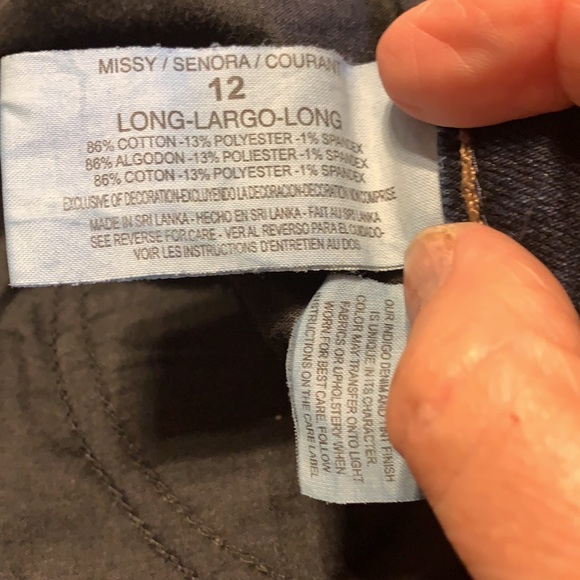 MISSY / SENORA / COURANT
12
LONG-LARGO-LONG
86% COTTON -13% POLYESTER -1% SPANDEX
86% ALGODON -13% POLIESTER -1% SPANDEX
86% COTON -13% POLYESTER -1% SPANDEX
EXCLUSIVE OF DECORATION-EXCLUYENDO LA DECORACION-DECORATION NON COMPRISE
MADE IN SRI LANKA - HECHO EN SRI LANKA - FAIT AU SRI LANKA
SEE REVERSE FOR CARE - VER AL REVERSO PARA EL CUIDADO-
VOIR LES INSTRUCTIONS D'ENTRETIEN AU DOS
OUR INDIGO DENIM AND TINT FINISH
IS UNIQUE IN ITS CHARACTER.
COLOR MAY TRANSFER ONTO LIGHT
FABRICS OR UPHOLSTERY WHEN
WORN FOR BEST CARE, FOLLOW
INSTRUCTIONS ON THE CARE LABEL